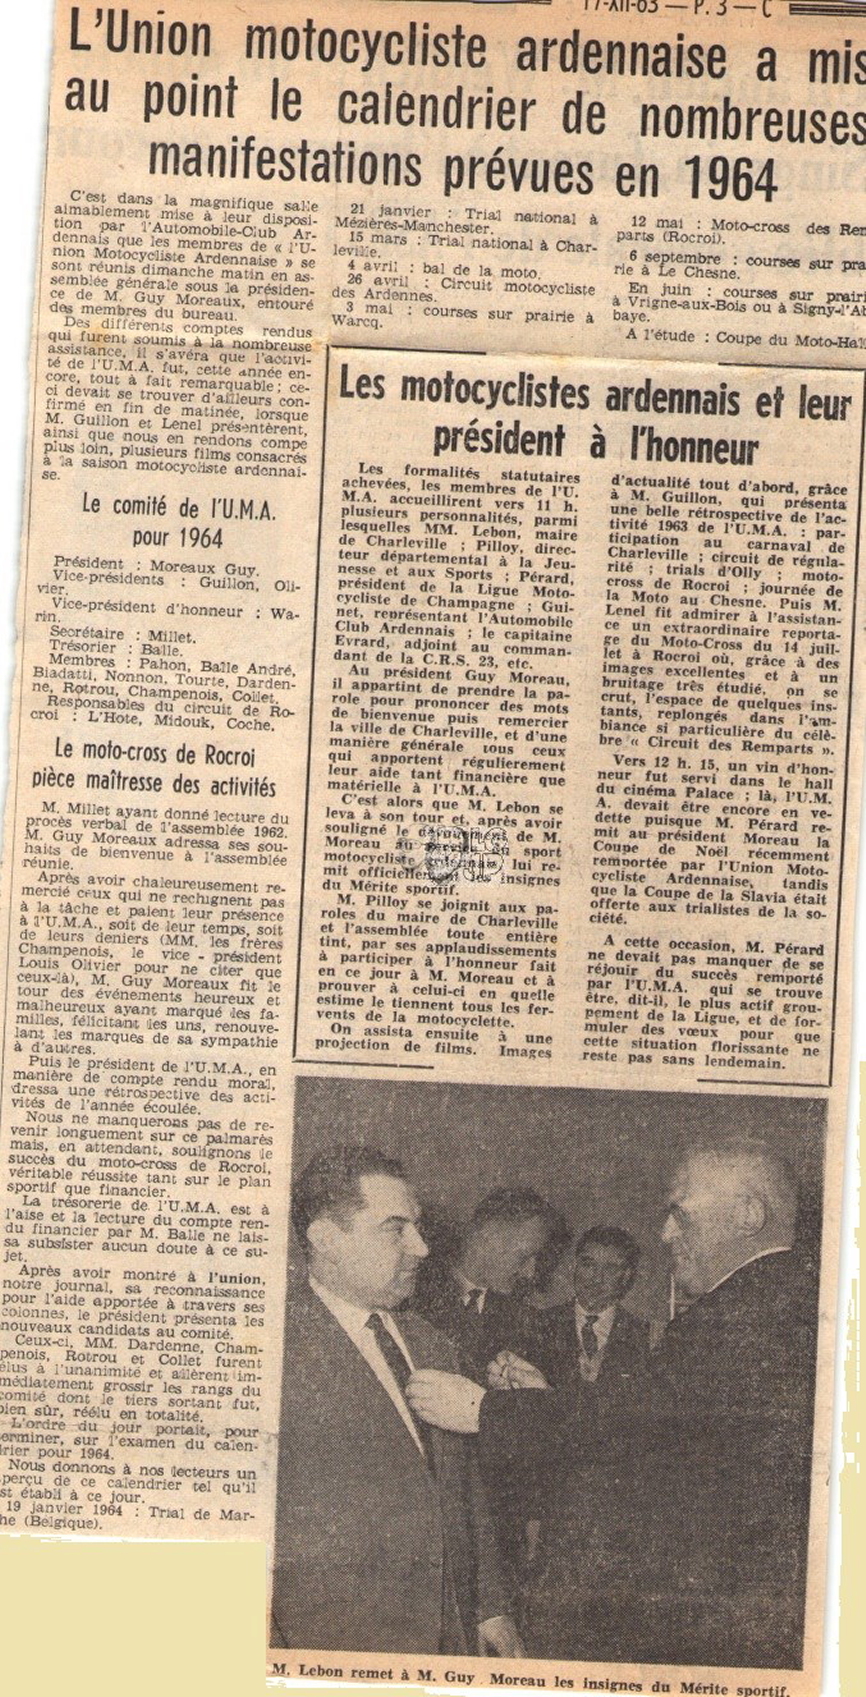 17-XII-63 — P. 3 — C
L'Union motocycliste ardennaise a mis
au point le calendrier de nombreuses
manifestations prévues en 1964
C'est dans la magnifique salle
aimablement mise à leur disposi-
tion par l'Automobile-Club Ar-
dennais que les membres de « l'U-
nion Motocycliste Ardennaise » se
sont réunis dimanche matin en as-
semblée générale sous la présiden-
ce de M. Guy Moreaux, entouré
des membres du bureau.
Des différents comptes rendus
qui furent soumis à la nombreuse
assistance, il s'avéra que l'activi-
té de l'U.M.A. fut, cette année en-
core, tout à fait remarquable ; ce-
ci devait se trouver d'ailleurs con-
firmé en fin de matinée, lorsque
M. Guillon et Lenel présentèrent,
ainsi que nous en rendons compe
plus loin, plusieurs films consacrés
à la saison motocycliste ardennai-
se.
Le comité de l'U.M.A.
pour 1964
Président : Moreaux Guy.
Vice-présidents : Guillon, Oli-
vier.
Vice-président d'honneur : Wa-
rin.
Secrétaire : Millet.
Trésorier : Balle.
Membres : Pahon, Balle André,
Biadatti, Nonnon, Tourte, Darden-
ne, Rotrou, Champenois, Collet.
Responsables du circuit de Ro-
croi : L'Hote, Midouk, Coche.
Le moto-cross de Rocroi
pièce maîtresse des activités
M. Millet ayant donné lecture du
procès verbal de l'assemblée 1962.
M. Guy Moreaux adressa ses sou-
haits de bienvenue à l'assemblée
réunie.
Après avoir chaleureusement re-
mercié ceux qui ne rechignent pas
à la tâche et paient leur présence
à l'U.M.A., soit de leur temps, soit
de leurs deniers (MM. les frères
Champenois, le vice - président
Louis Olivier pour ne citer que
ceux-là), M. Guy Moreaux fit le
tour des événements heureux et
malheureux ayant marqué les fa-
milles, félicitant les uns, renouve-
lant les marques de sa sympathie
à d'autres.
Puis le président de l'U.M.A., en
manière de compte rendu moral,
dressa une rétrospective des acti-
vités de l'année écoulée.
Nous ne manquerons pas de re-
venir longuement sur ce palmarès
mais, en attendant, soulignons le
succès du moto-cross de Rocroi,
véritable réussite tant sur le plan
sportif que financier.
La trésorerie de l'U.M.A. est à
l'aise et la lecture du compte ren-
du financier par M. Balle ne lais-
sa subsister aucun doute à ce su-
jet.
Après avoir montré à l'union,
notre journal, sa reconnaissance
pour l'aide apportée à travers ses
colonnes, le président présenta les
nouveaux candidats au comité.
Ceux-ci, MM. Dardenne, Cham-
penois, Rotrou et Collet furent
élus à l'unanimité et allèrent im-
médiatement grossir les rangs du
comité dont le tiers sortant fut,
bien sûr, réélu en totalité.
L'ordre du jour portait, pour
erminer, sur l'examen du calen-
drier pour 1964.
Nous donnons à nos lecteurs un
perçu de ce calendrier tel qu'il
st établi à ce jour.
19 janvier 1964 : Trial de Mar-
he (Belgique).
21 janvier : Trial national à
Mézières-Manchester.
15 mars : Trial national à Char-
leville.
4 avril : bal de la moto.
26 avril : Circuit motocycliste
des Ardennes.
3 mai : courses sur prairie à
Warcq.
12 mai : Moto-cross des Rem
parts (Rocroi).
6 septembre : courses sur prai
rie à Le Chesne.
En juin : courses sur prairi
à Vrigne-aux-Bois ou à Signy-l'Ab
baye.
A l'étude : Coupe du Moto-Hall
Les motocyclistes ardennais et leur
président à l'honneur
Les formalités statutaires
achevées, les membres de l'U.
M.A. accueillirent vers 11 h.
plusieurs personnalités, parmi
lesquelles MM. Lebon, maire
de Charleville ; Pilloy, direc-
teur départemental à la Jeu-
nesse et aux Sports ; Pérard,
président de la Ligue Moto-
cycliste de Champagne ; Gui-
net, représentant l'Automobile
Club Ardennais ; le capitaine
Evrard, adjoint au comman-
dant de la C.R.S. 23, etc.
Au président Guy Moreau,
il appartint de prendre la pa-
role pour prononcer des mots
de bienvenue puis remercier
la ville de Charleville, et d'une
manière générale tous ceux
qui apportent régulierement
leur aide tant financière que
matérielle à l'U.M.A.
C'est alors que M. Lebon se
leva à son tour et, après avoir
souligné le de M.
Moreau au sport
motocycliste lui re-
mit officiellement les insignes
du Mérite sportif.
M. Pilloy se joignit aux pa-
roles du maire de Charleville
et l'assemblée toute entière
tint, par ses applaudissements
à participer à l'honneur fait
en ce jour à M. Moreau et à
prouver à celui-ci en quelle
estime le tiennent tous les fer-
vents de la motocyclette.
On assista ensuite à une
projection de films. Images
d'actualité tout d'abord, grâce
à M. Guillon, qui présenta
une belle rétrospective de l'ac-
tivité 1963 de l'U.M.A. : par-
ticipation au carnaval de
Charleville ; circuit de régula-
rité ; trials d'Olly ; moto-
cross de Rocroi ; journée de
la Moto au Chesne. Puis M.
Lenel fit admirer à l'assistan-
ce un extraordinaire reporta-
ge du Moto-Cross du 14 juil-
let à Rocroi où, grâce à des
images excellentes et à un
bruitage très étudié, on se
crut, l'espace de quelques ins-
tants, replongés dans l'am-
biance si particulière du célè-
bre « Circuit des Remparts ».
Vers 12 h. 15, un vin d'hon-
neur fut servi dans le hall
du cinéma Palace ; là, l'U.M.
A. devait être encore en ve-
dette puisque M. Pérard re-
mit au président Moreau la
Coupe de Noël récemment
remportée par l'Union Moto-
cycliste Ardennaise, tandis
que la Coupe de la Slavia était
offerte aux trialistes de la so-
ciété.
A cette occasion, M. Pérard
ne devait pas manquer de se
réjouir du succès remporté
par l'U.M.A. qui se trouve
être, dit-il, le plus actif grou-
pement de la Ligue, et de for-
muler des vœux pour que
cette situation florissante ne
reste pas sans lendemain.
M. Lebon remet à M. Guy Moreau les insignes du Mérite sportif.